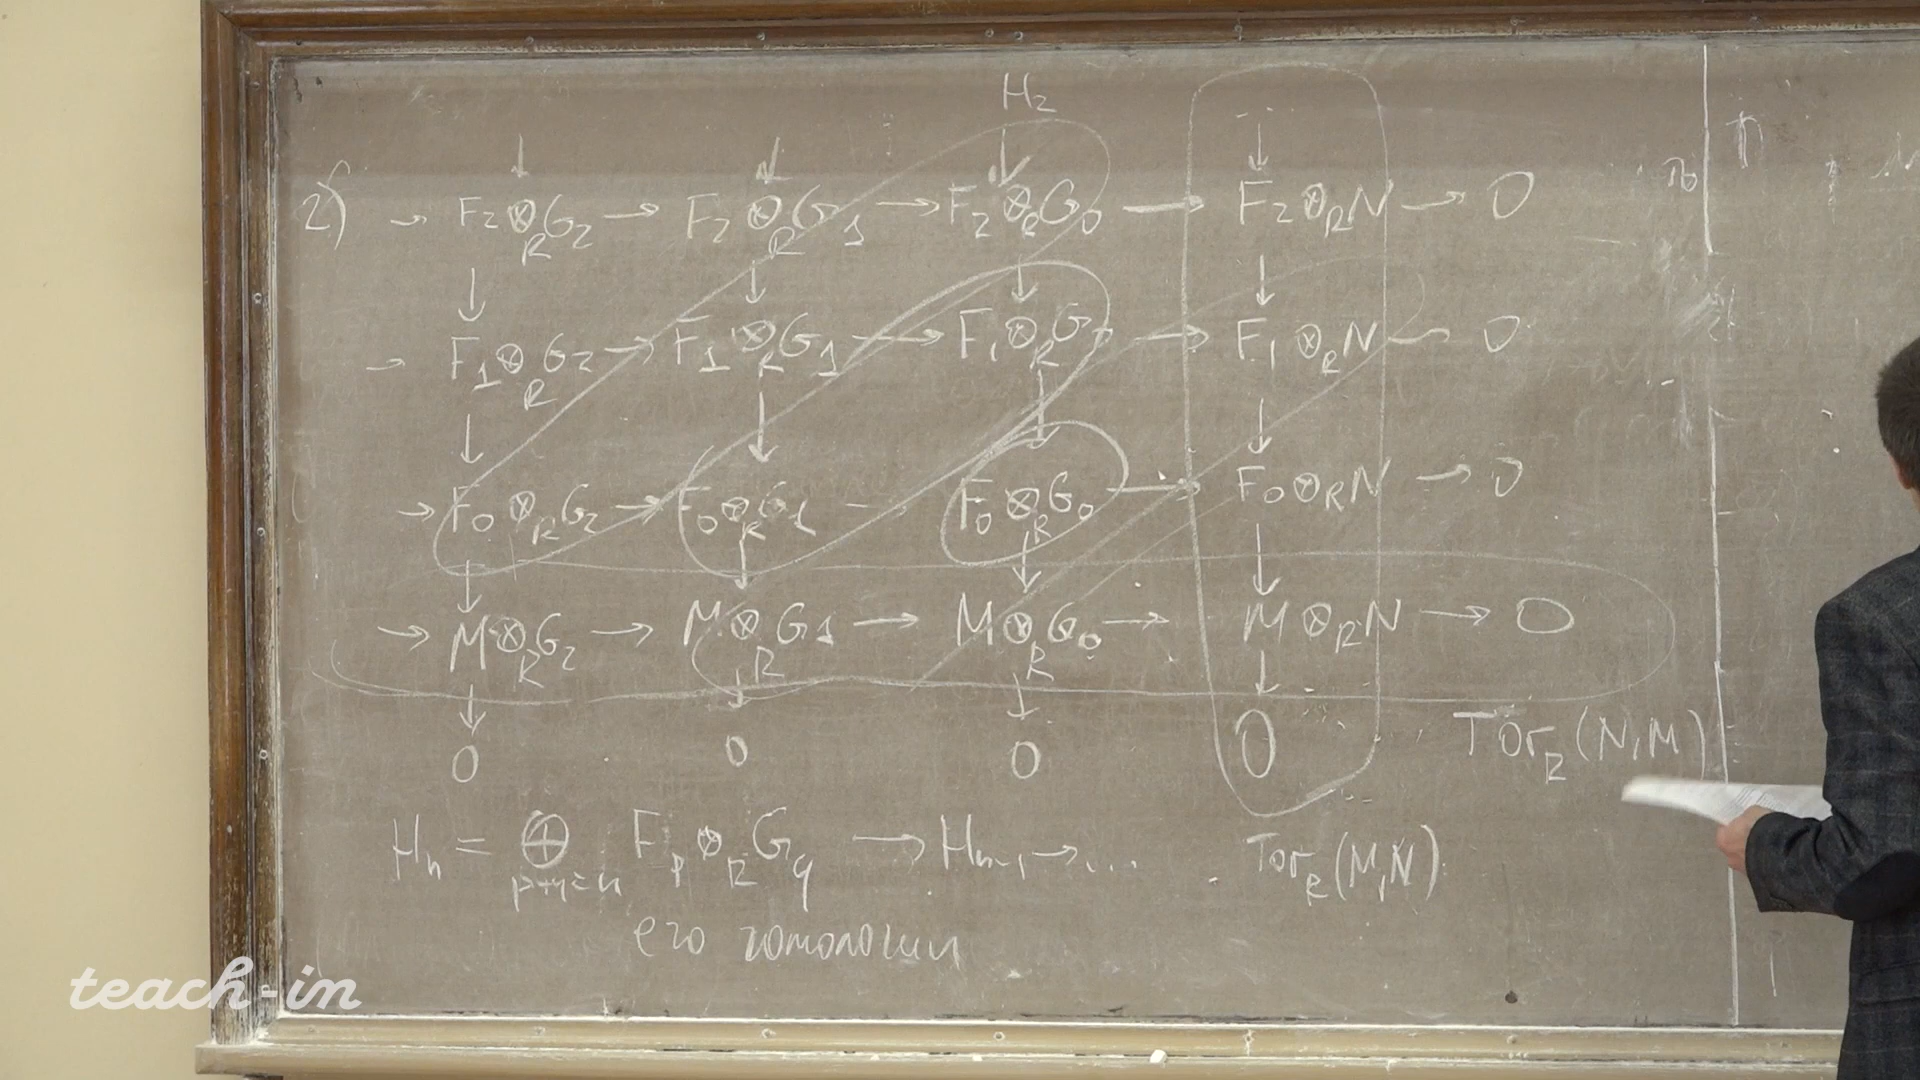 H₂
↓ ↓ ↓ ↓
2) → F₂ ⊗_R G₂ → F₂ ⊗_R G₁ → F₂ ⊗_R G₀ → F₂ ⊗_R N → 0
↓ ↓ ↓ ↓
→ F₁ ⊗_R G₂ → F₁ ⊗_R G₁ → F₁ ⊗_R G → F₁ ⊗_R N → 0
↓ ↓ ↓ ↓
→ F₀ ⊗_R G₂ → F₀ ⊗_R G₁ → F₀ ⊗_R G₀ → F₀ ⊗_R N → 0
↓ ↓ ↓ ↓
→ M ⊗_R G₂ → M ⊗_R G₁ → M ⊗_R G₀ → M ⊗_R N → 0
↓ ↓ ↓ ↓
0 0 0 0
Tor_R (N, M)
H_n = ⊕_{p+q=n} F_p ⊗_R G_q → H_{n-1} → ...
Tor_R (M, N)
его гомологии
teach-in